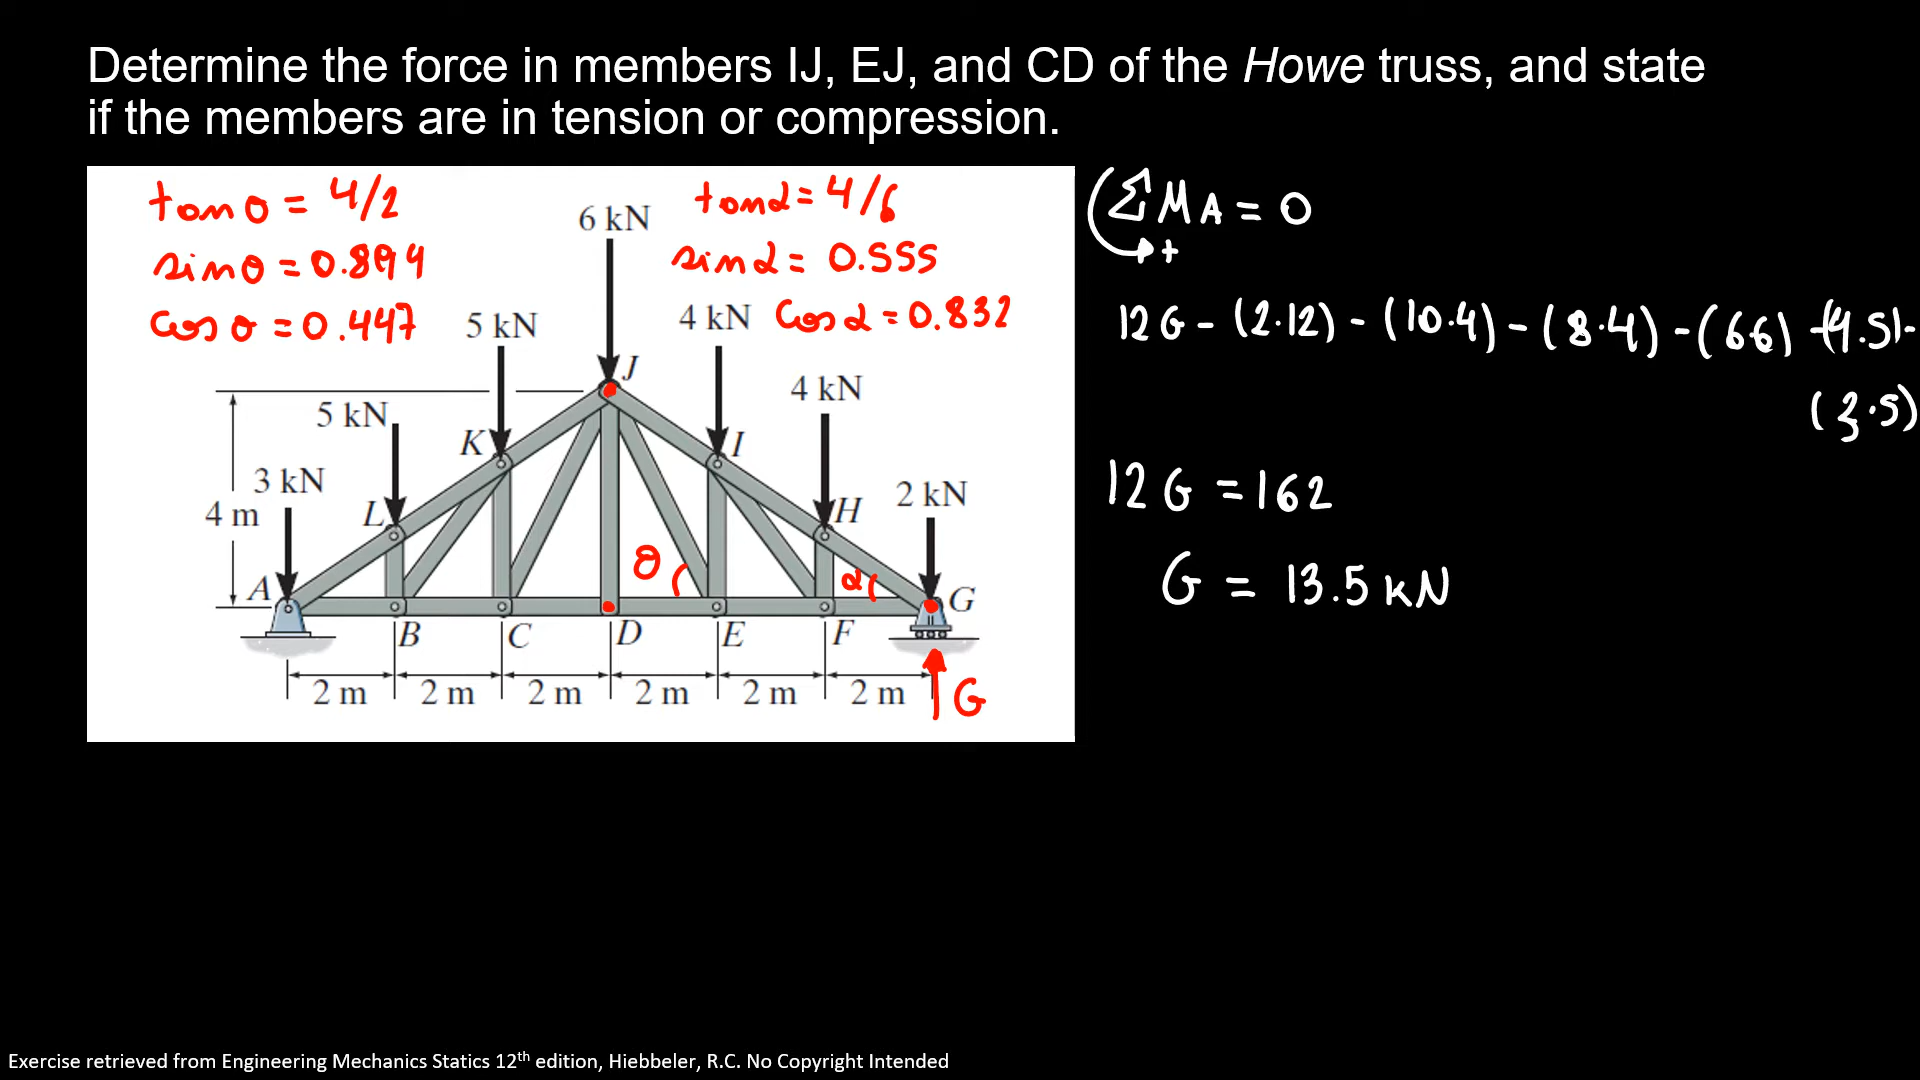 Determine the force in members IJ, EJ, and CD of the Howe truss, and state
if the members are in tension or compression.
tan θ = 4/2
sin θ = 0.894
cos θ = 0.447
tan α = 4/6
sin α = 0.555
cos α = 0.832
6 kN
5 kN
4 kN
J
4 kN
5 kN
K
I
3 kN
2 kN
4 m
L
H
A
θ
α
G
B
C
D
E
F
2 m
2 m
2 m
2 m
2 m
2 m
G
ΣMA = 0
+
12G - (2·12) - (10·4) - (8·4) - (6·6) - (4·5) -
(2·5)
12G = 162
G = 13.5 kN
Exercise retrieved from Engineering Mechanics Statics 12th edition, Hiebbeler, R.C. No Copyright Intended